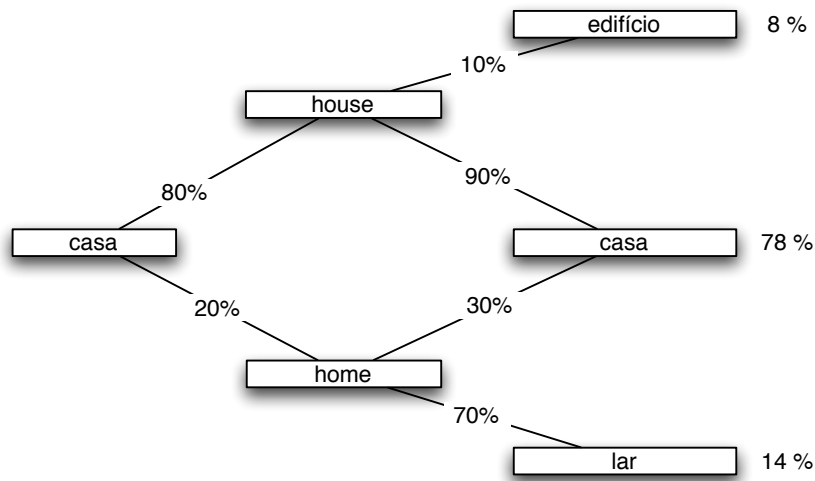 edifício 8 %
10%
house
80% 90%
casa casa 78 %
20% 30%
home
70%
lar 14 %